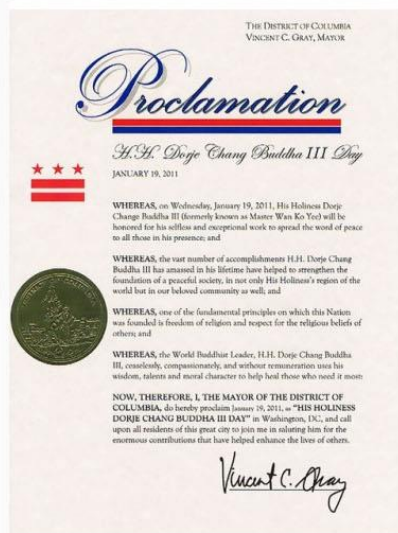 THE DISTRICT OF COLUMBIA
VINCENT C. GRAY, MAYOR
Proclamation
H.H. Dorje Chang Buddha III Day
JANUARY 19, 2011
WHEREAS, on Wednesday, January 19, 2011, His Holiness Dorje
Change Buddha III (formerly known as Master Wan Ko Yee) will be
honored for his selfless and exceptional work to spread the word of peace
to all those in his presence; and
WHEREAS, the vast number of accomplishments H.H. Dorje Chang
Buddha III has amassed in his lifetime have helped to strengthen the
foundation of a peaceful society, in not only His Holiness's region of the
world but in our beloved community as well; and
WHEREAS, one of the fundamental principles on which this Nation
was founded is freedom of religion and respect for the religious beliefs of
others; and
WHEREAS, the World Buddhist Leader, H.H. Dorje Chang Buddha
III, ceaselessly, compassionately, and without remuneration uses his
wisdom, talents and moral character to help heal those who need it most:
NOW, THEREFORE, I, THE MAYOR OF THE DISTRICT OF
COLUMBIA, do hereby proclaim January 19, 2011, as "HIS HOLINESS
DORJE CHANG BUDDHA III DAY" in Washington, DC, and call
upon all residents of this great city to join me in saluting him for the
enormous contributions that have helped enhance the lives of others.
Vincent C. Gray